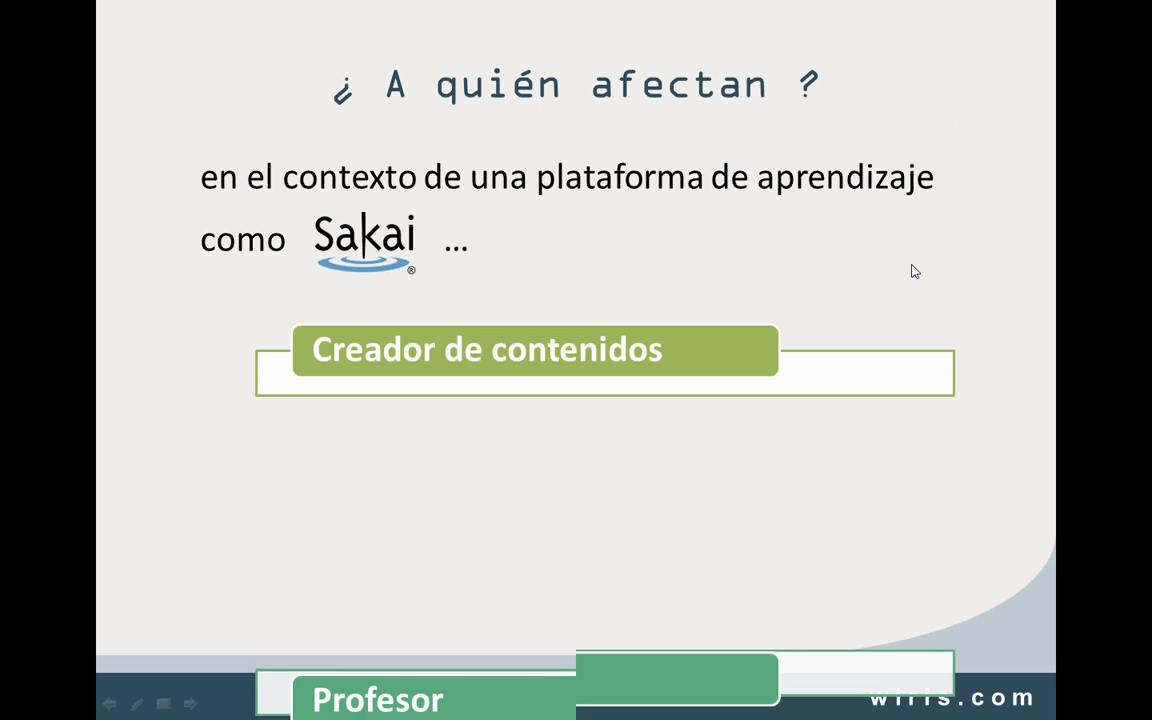 ¿ A quién afectan ?
en el contexto de una plataforma de aprendizaje
como Sakai ® ...
Creador de contenidos
Profesor
wiris.com